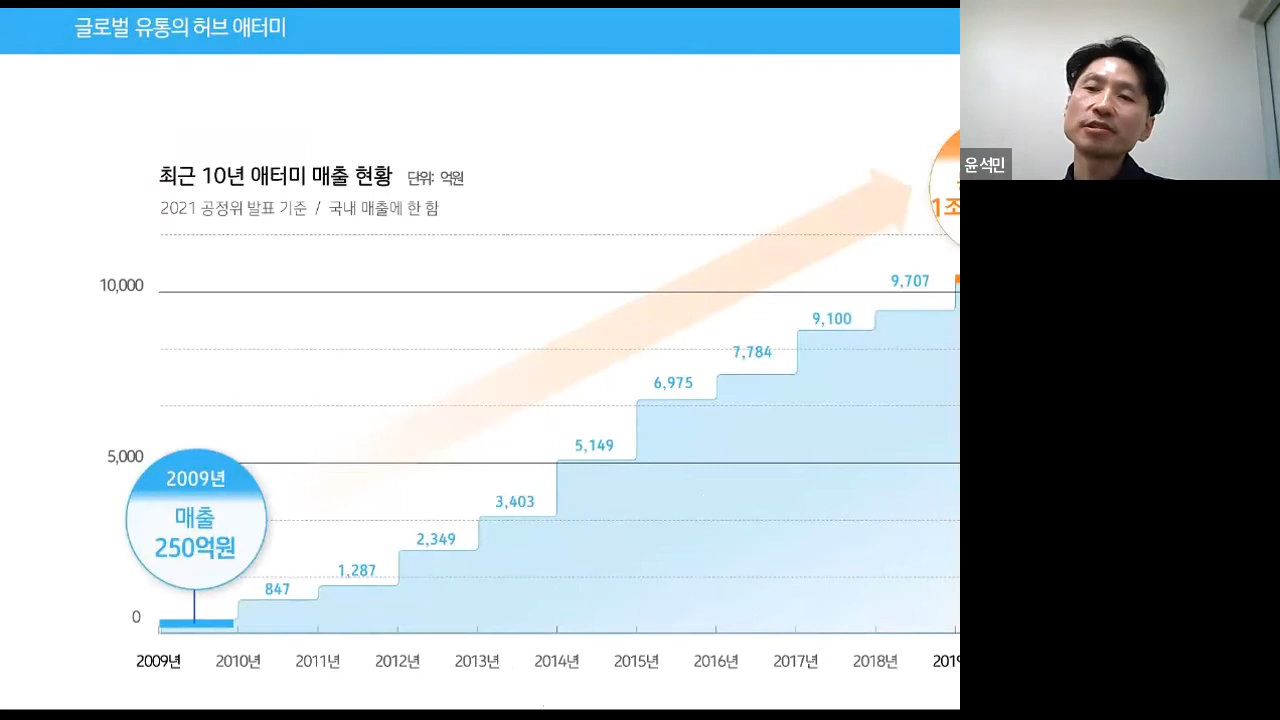 글로벌 유통의 허브 애터미
최근 10년 애터미 매출 현황 단위: 억원
2021 공정위 발표 기준 / 국내 매출에 한 함
윤석민
1조
10,000
9,707
9,100
7,784
6,975
5,000
5,149
3,403
2,349
1,287
847
2009년
매출
250억원
0
2009년 2010년 2011년 2012년 2013년 2014년 2015년 2016년 2017년 2018년 2019